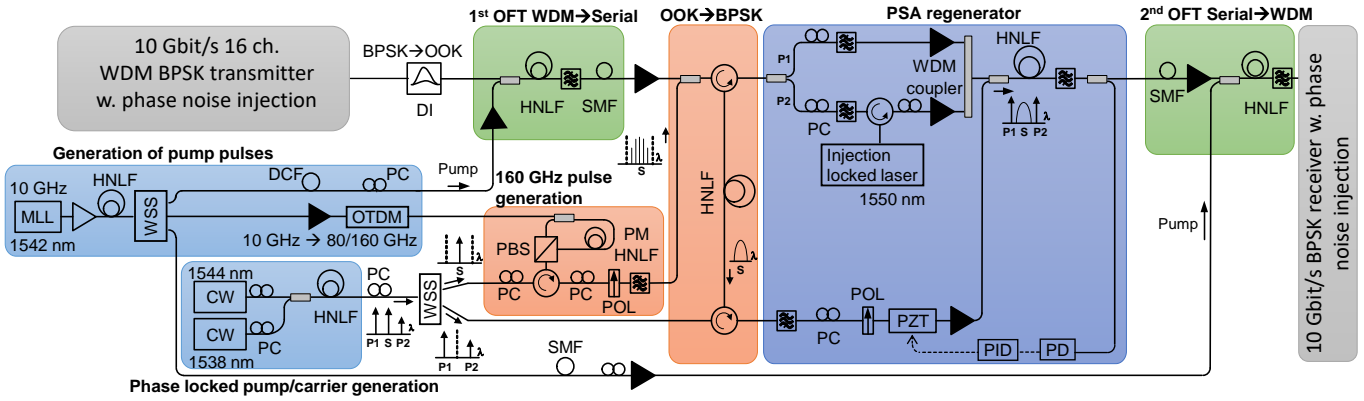 1st OFT WDM→Serial
OOK→BPSK
PSA regenerator
2nd OFT Serial→WDM
10 Gbit/s 16 ch.
WDM BPSK transmitter
w. phase noise injection
BPSK→OOK
DI
HNLF
SMF
P1
P2
PC
WDM
coupler
HNLF
P1 S P2
λ
SMF
HNLF
Injection
locked laser
1550 nm
10 Gbit/s BPSK receiver w. phase
noise injection
Generation of pump pulses
10 GHz
HNLF
MLL
1542 nm
WSS
DCF
PC
Pump
OTDM
10 GHz → 80/160 GHz
S
λ
160 GHz pulse
generation
PBS
PM
HNLF
PC
PC
POL
HNLF
S
λ
Pump
1544 nm
CW
CW
1538 nm
PC
HNLF
PC
P1 S P2
λ
WSS
S
λ
P1 P2
λ
PC
POL
PZT
PID
PD
SMF
Phase locked pump/carrier generation